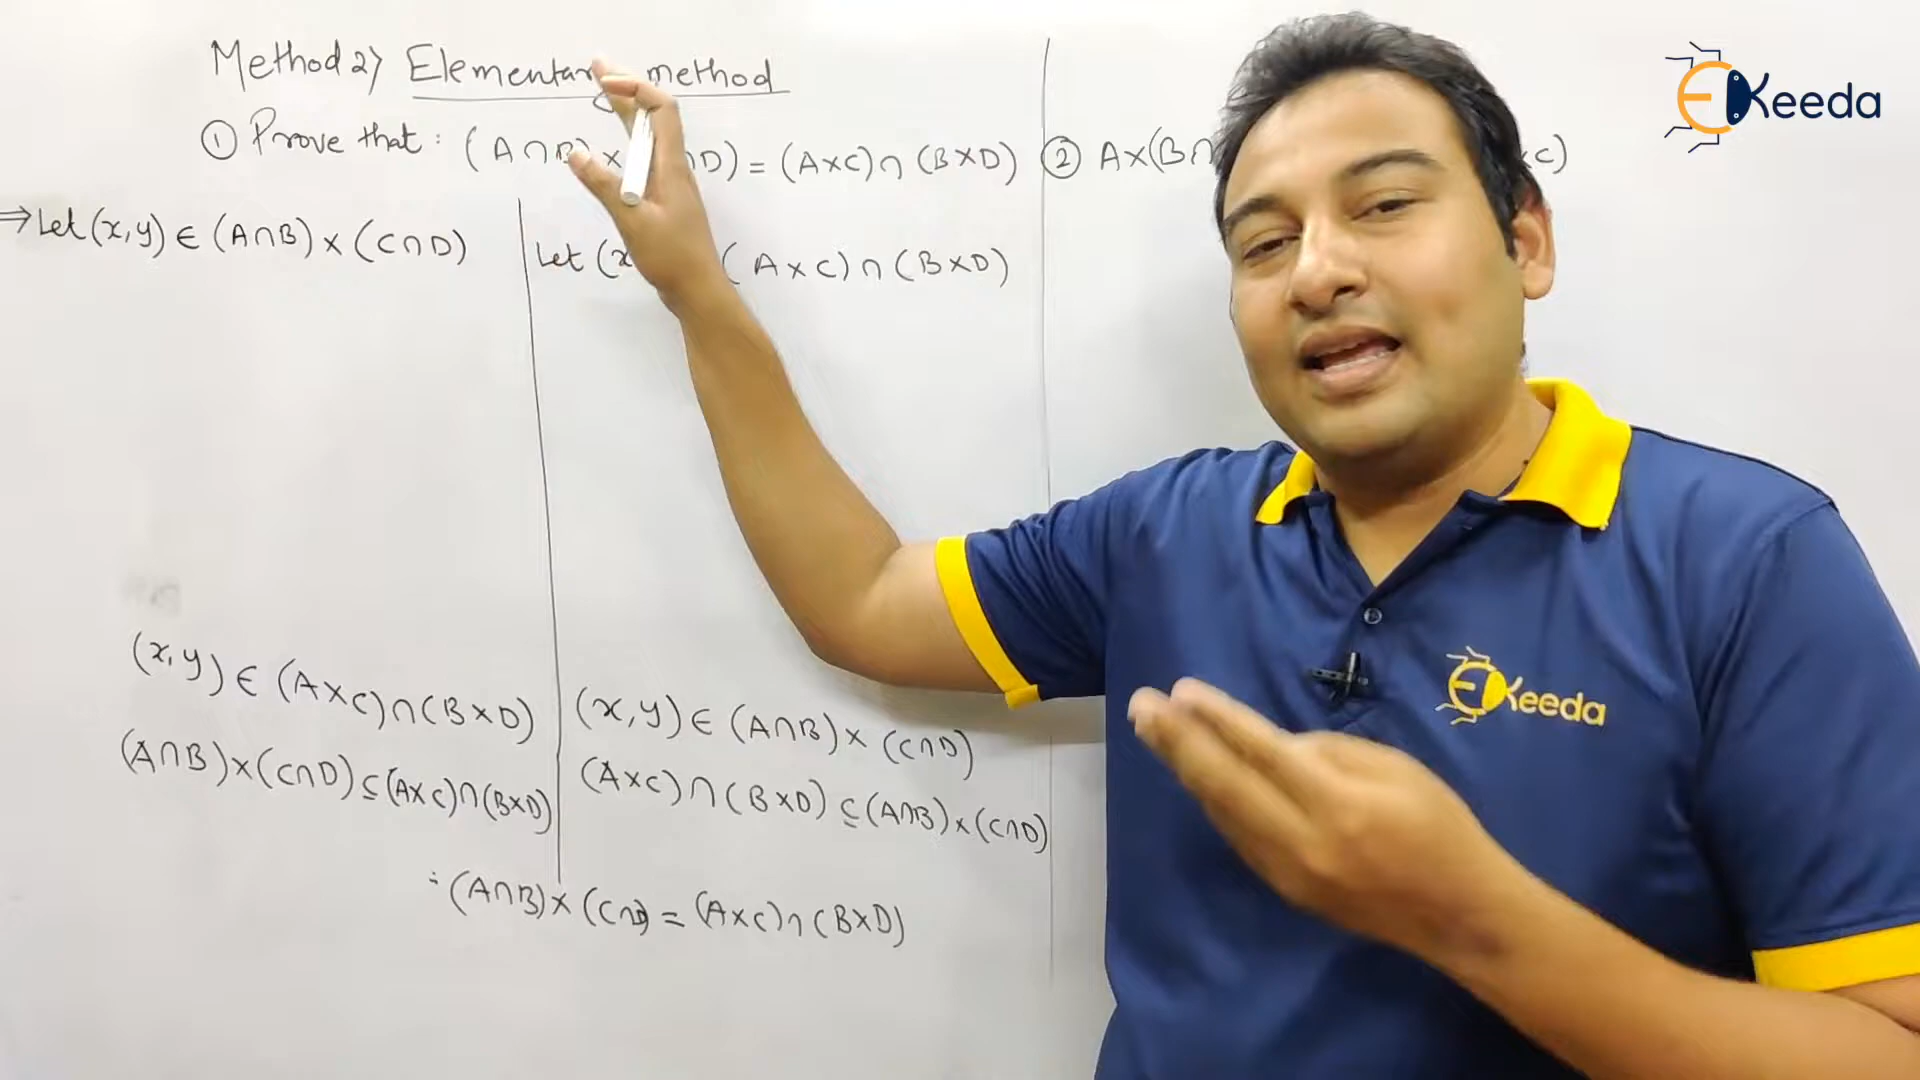 Method 2) Elementary method
① Prove that : (A∩B) × ∩D) = (A×C)∩(B×D)
② A×(B∩ ×C)
⇒ Let (x,y) ∈ (A∩B) × (C∩D)
Let (x (A×C)∩(B×D)
(x,y) ∈ (A×C)∩(B×D)
(A∩B)×(C∩D) ⊆ (A×C)∩(B×D)
(x,y) ∈ (A∩B)× (C∩D)
(A×C)∩(B×D) ⊆ (A∩B)×(C∩D)
∴ (A∩B)× (C∩D) = (A×C)∩(B×D)
EKeeda
EKeeda